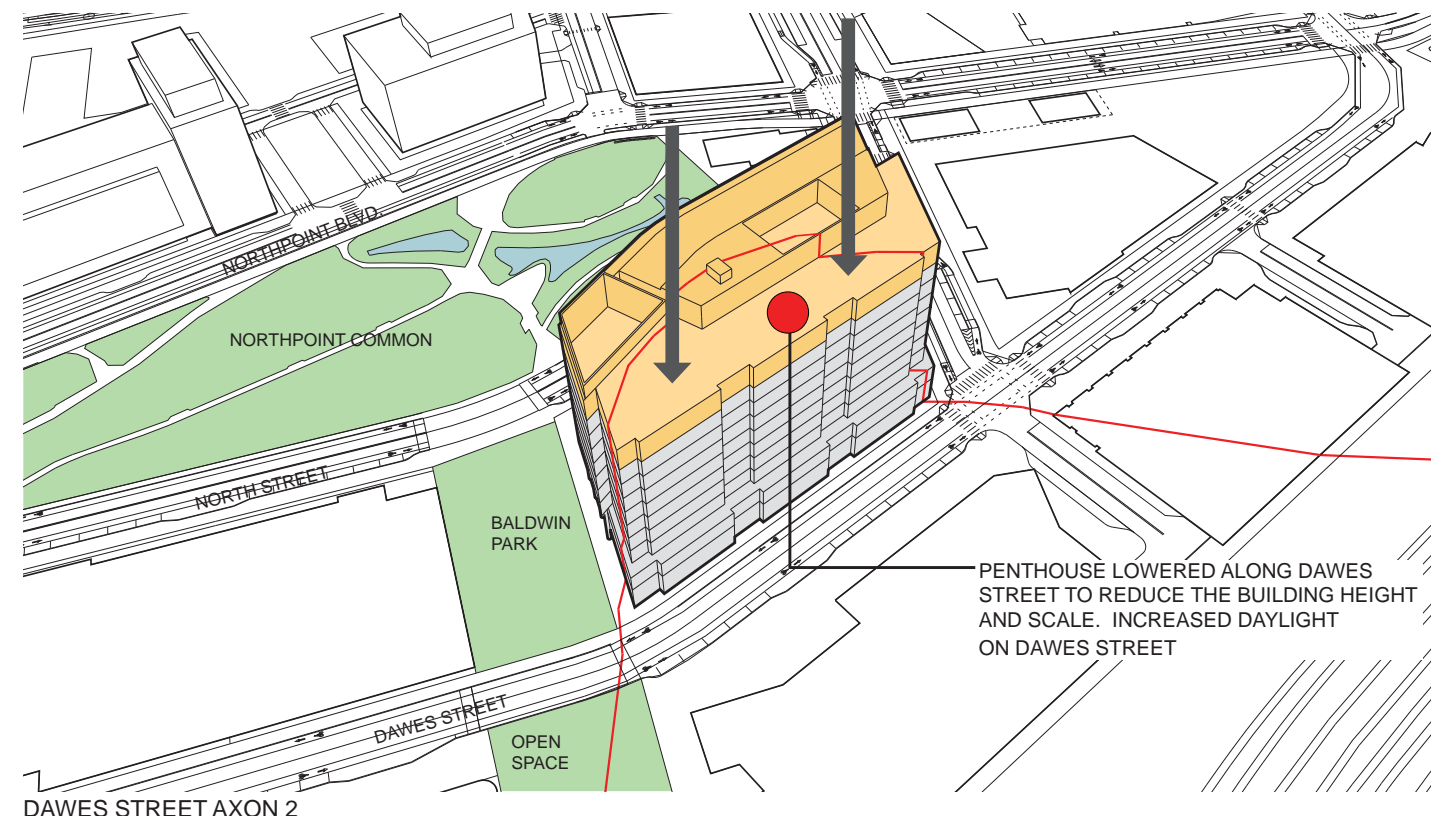 NORTHPOINT BLVD.
NORTHPOINT COMMON
NORTH STREET
BALDWIN
PARK
PENTHOUSE LOWERED ALONG DAWES
STREET TO REDUCE THE BUILDING HEIGHT
AND SCALE. INCREASED DAYLIGHT
ON DAWES STREET
DAWES STREET
OPEN
SPACE
DAWES STREET AXON 2